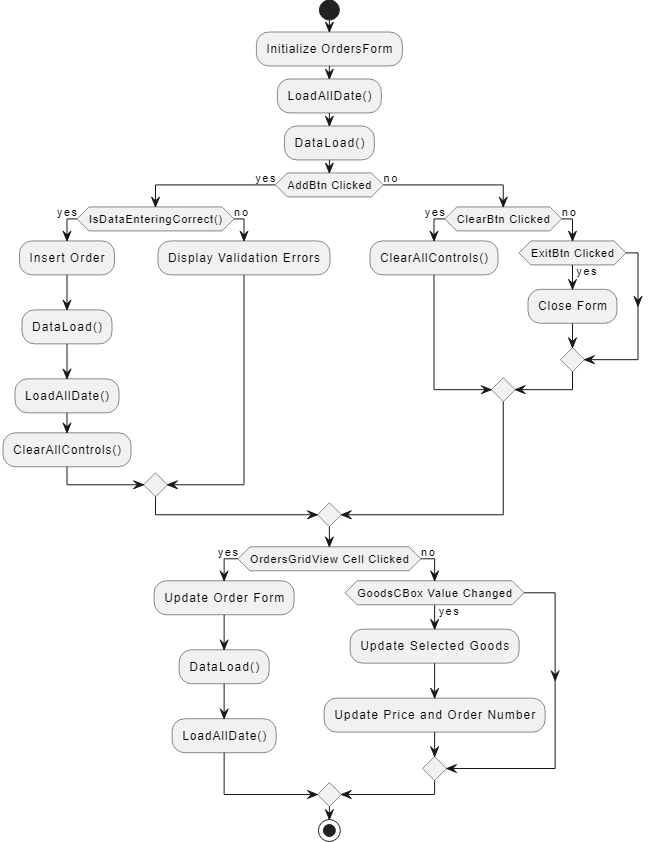 Initialize OrdersForm
LoadAllDate()
DataLoad()
yes
AddBtn Clicked
no
yes
IsDataEnteringCorrect()
no
yes
ClearBtn Clicked
no
Insert Order
Display Validation Errors
ClearAllControls()
ExitBtn Clicked
yes
Close Form
DataLoad()
LoadAllDate()
ClearAllControls()
yes
OrdersGridView Cell Clicked
no
Update Order Form
GoodsCBox Value Changed
yes
Update Selected Goods
DataLoad()
Update Price and Order Number
LoadAllDate()